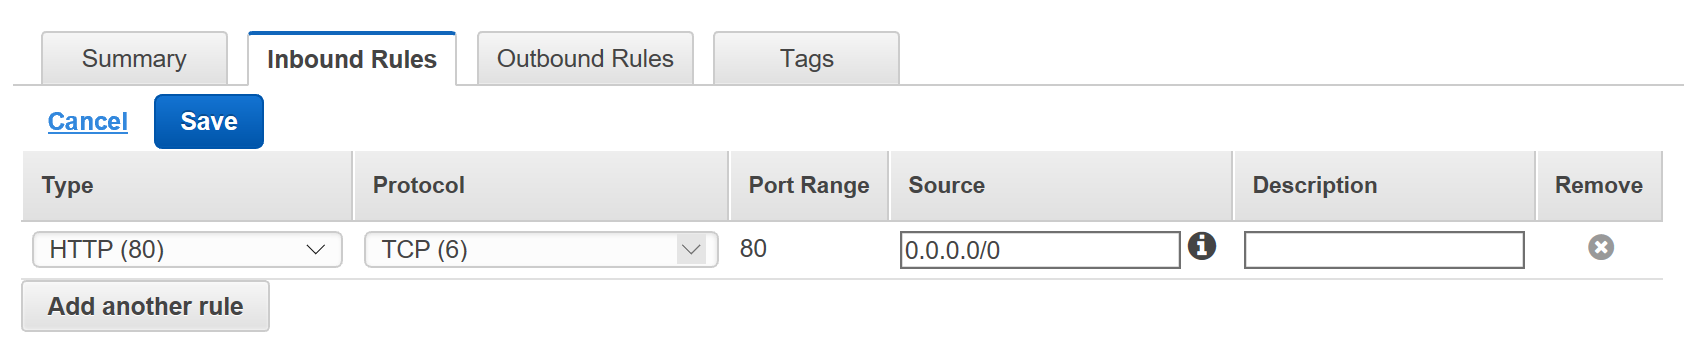 Summary Inbound Rules Outbound Rules Tags
Cancel Save
Type Protocol Port Range Source Description Remove
HTTP (80) TCP (6) 80 0.0.0.0/0
Add another rule